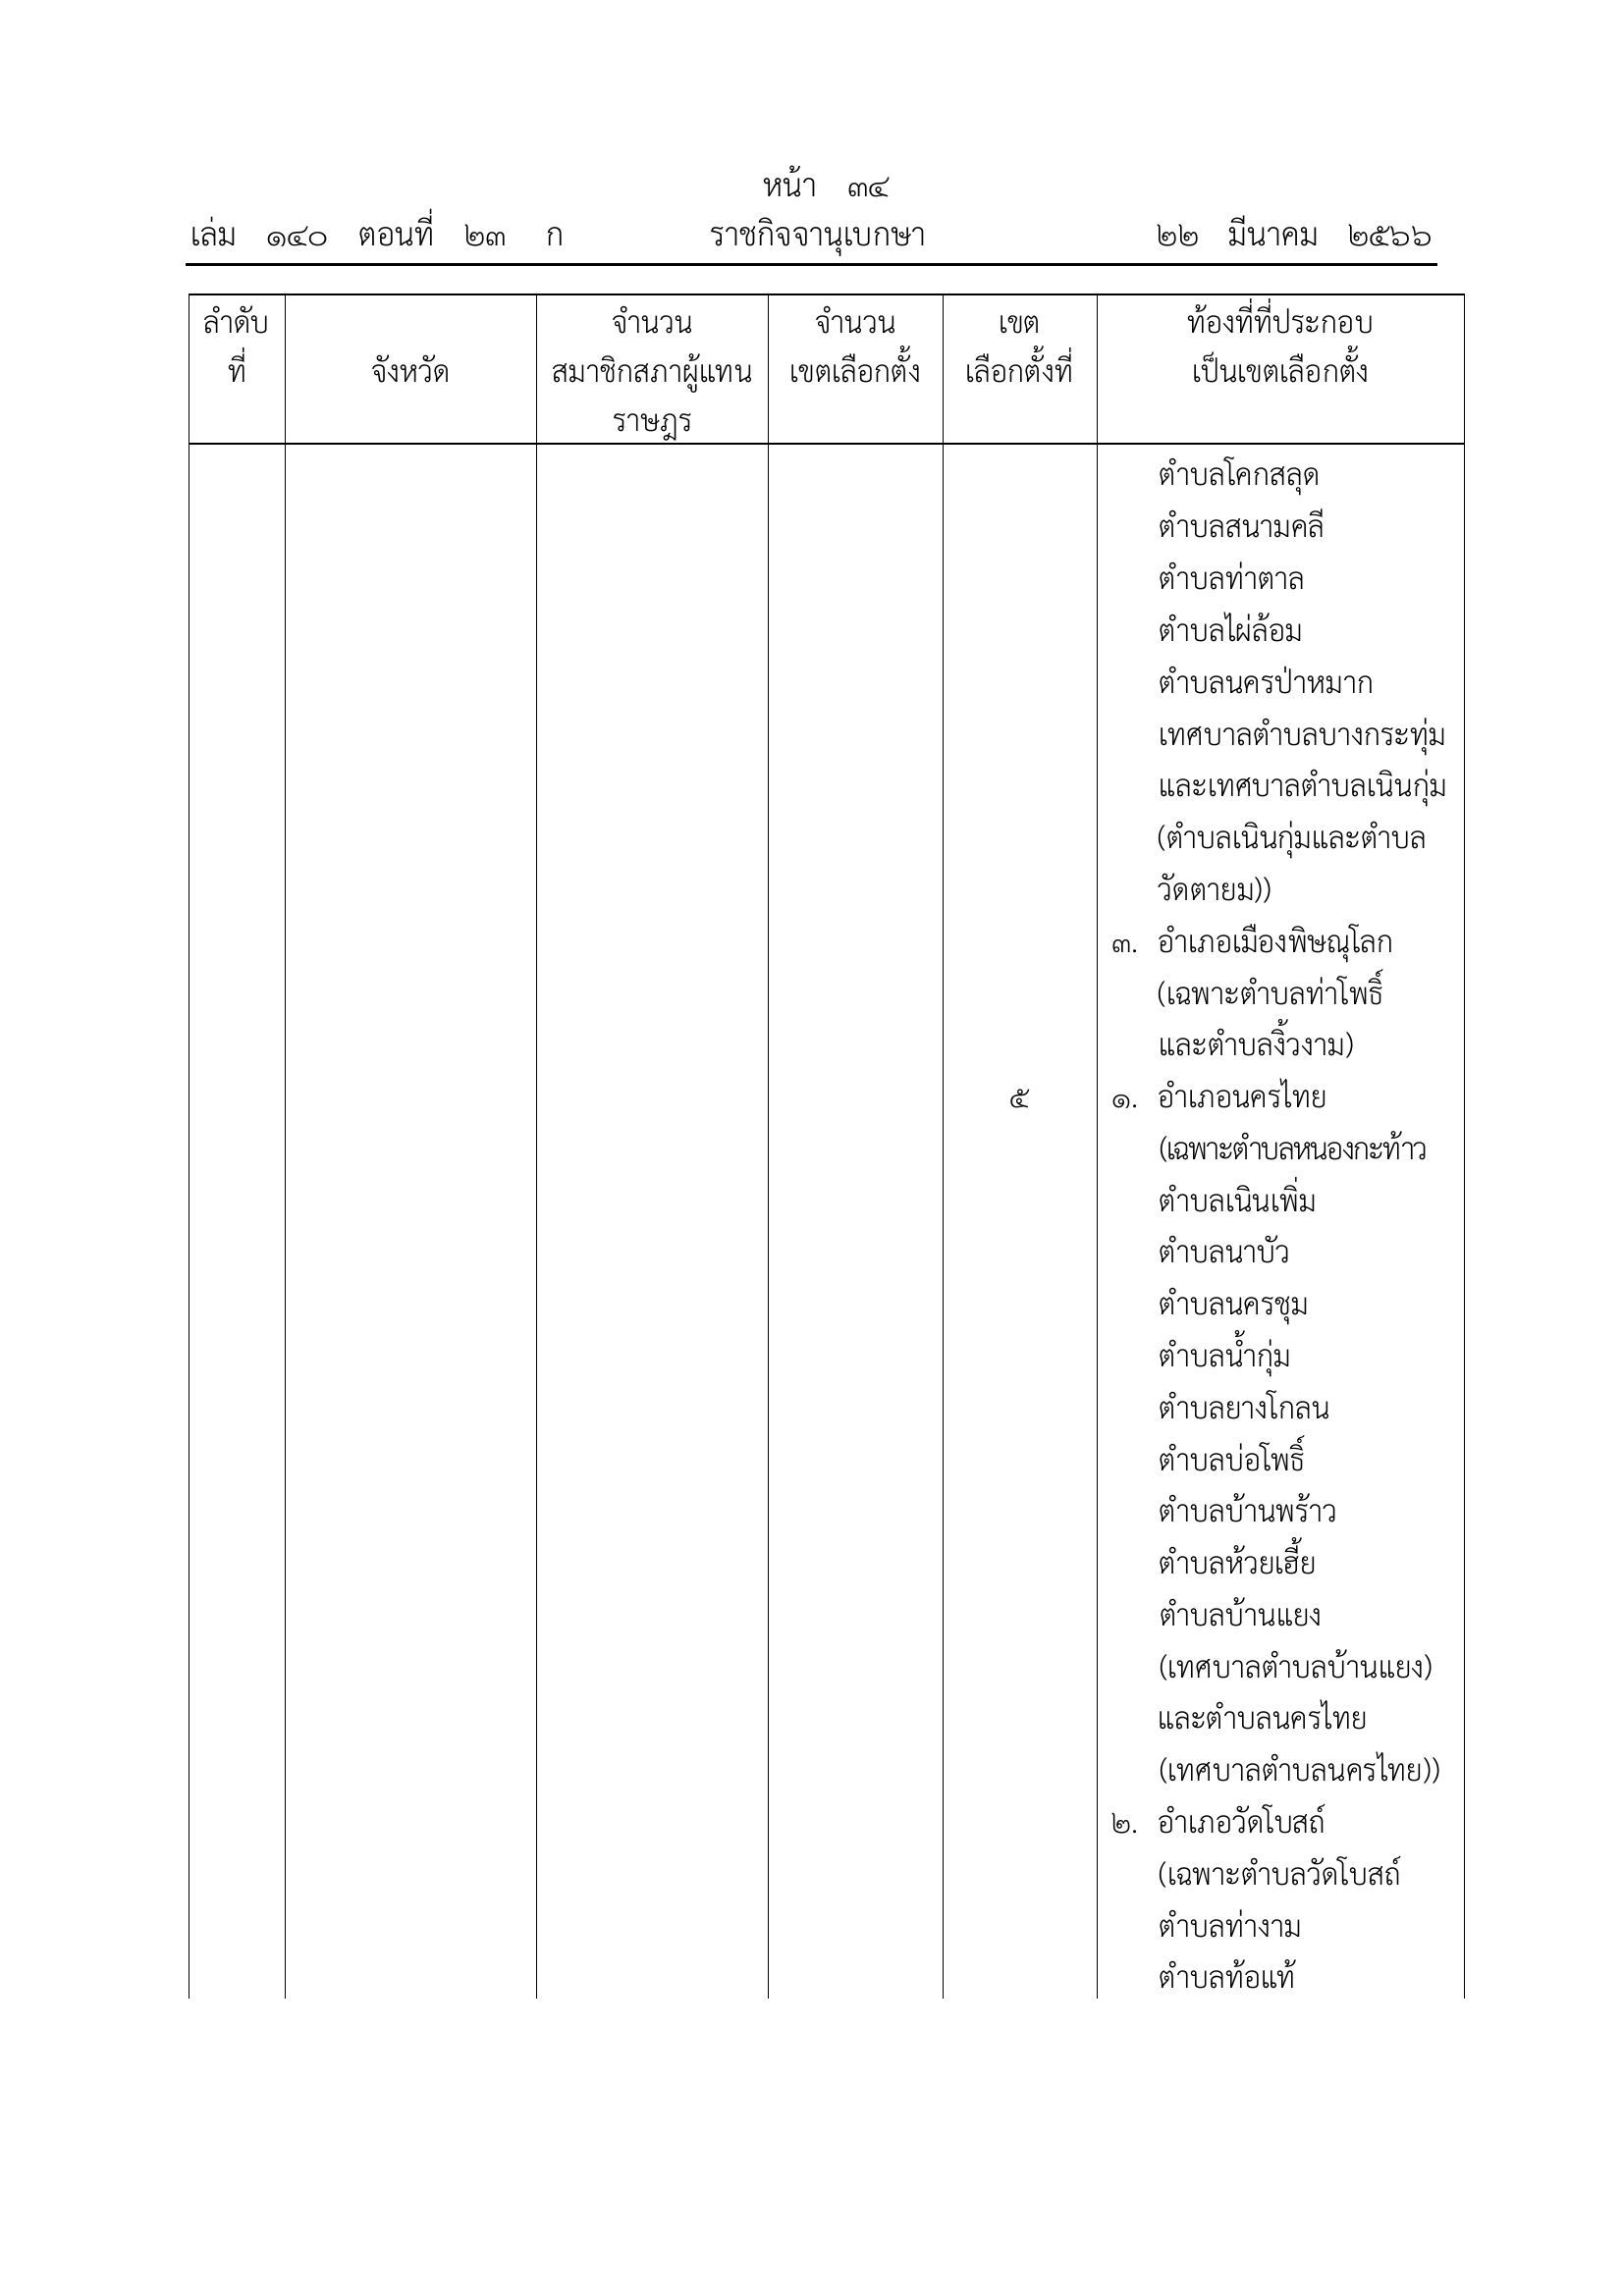 หน้า ๓๔
เล่ม ๑๔๐ ตอนที่ ๒๓ ก ราชกิจจานุเบกษา ๒๒ มีนาคม ๒๕๖๖
ลำดับ จำนวน จำนวน เขต ท้องที่ที่ประกอบ
ที่ จังหวัด สมาชิกสภาผู้แทน เขตเลือกตั้ง เลือกตั้งที่ เป็นเขตเลือกตั้ง
ราษฎร
ตำบลโคกสลุด
ตำบลสนามคลี
ตำบลท่าตาล
ตำบลไผ่ล้อม
ตำบลนครป่าหมาก
เทศบาลตำบลบางกระทุ่ม
และเทศบาลตำบลเนินกุ่ม
(ตำบลเนินกุ่มและตำบล
วัดตายม))
๓. อำเภอเมืองพิษณุโลก
(เฉพาะตำบลท่าโพธิ์
และตำบลงิ้วงาม)
๕ ๑. อำเภอนครไทย
(เฉพาะตำบลหนองกะท้าว
ตำบลเนินเพิ่ม
ตำบลนาบัว
ตำบลนครชุม
ตำบลน้ำกุ่ม
ตำบลยางโกลน
ตำบลบ่อโพธิ์
ตำบลบ้านพร้าว
ตำบลห้วยเฮี้ย
ตำบลบ้านแยง
(เทศบาลตำบลบ้านแยง)
และตำบลนครไทย
(เทศบาลตำบลนครไทย))
๒. อำเภอวัดโบสถ์
(เฉพาะตำบลวัดโบสถ์
ตำบลท่างาม
ตำบลท้อแท้